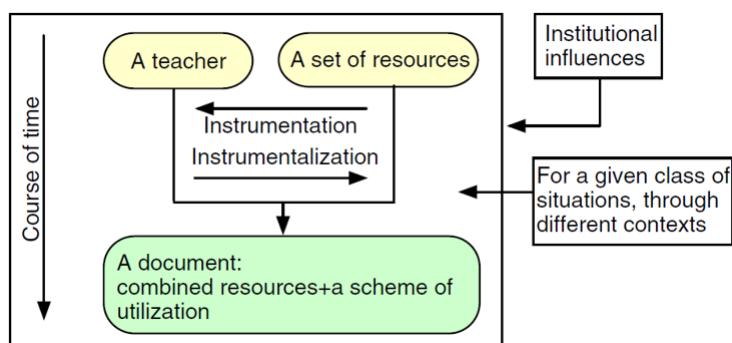 A teacher
A set of resources
Institutional
influences
Instrumentation
Instrumentalization
Course of time
For a given class of
situations, through
different contexts
A document:
combined resources+a scheme of
utilization